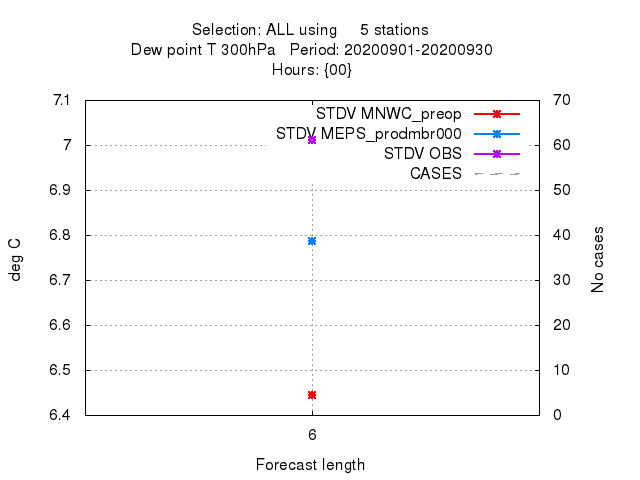 Selection: ALL using     5 stations
Dew point T 300hPa   Period: 20200901-20200930
Hours: {00}
7.1
7
6.9
6.8
6.7
6.6
6.5
6.4
deg C
STDV MNWC_preop
STDV MEPS_prodmbr000
STDV OBS
CASES
70
60
50
40
30
20
10
0
No cases
6
Forecast length